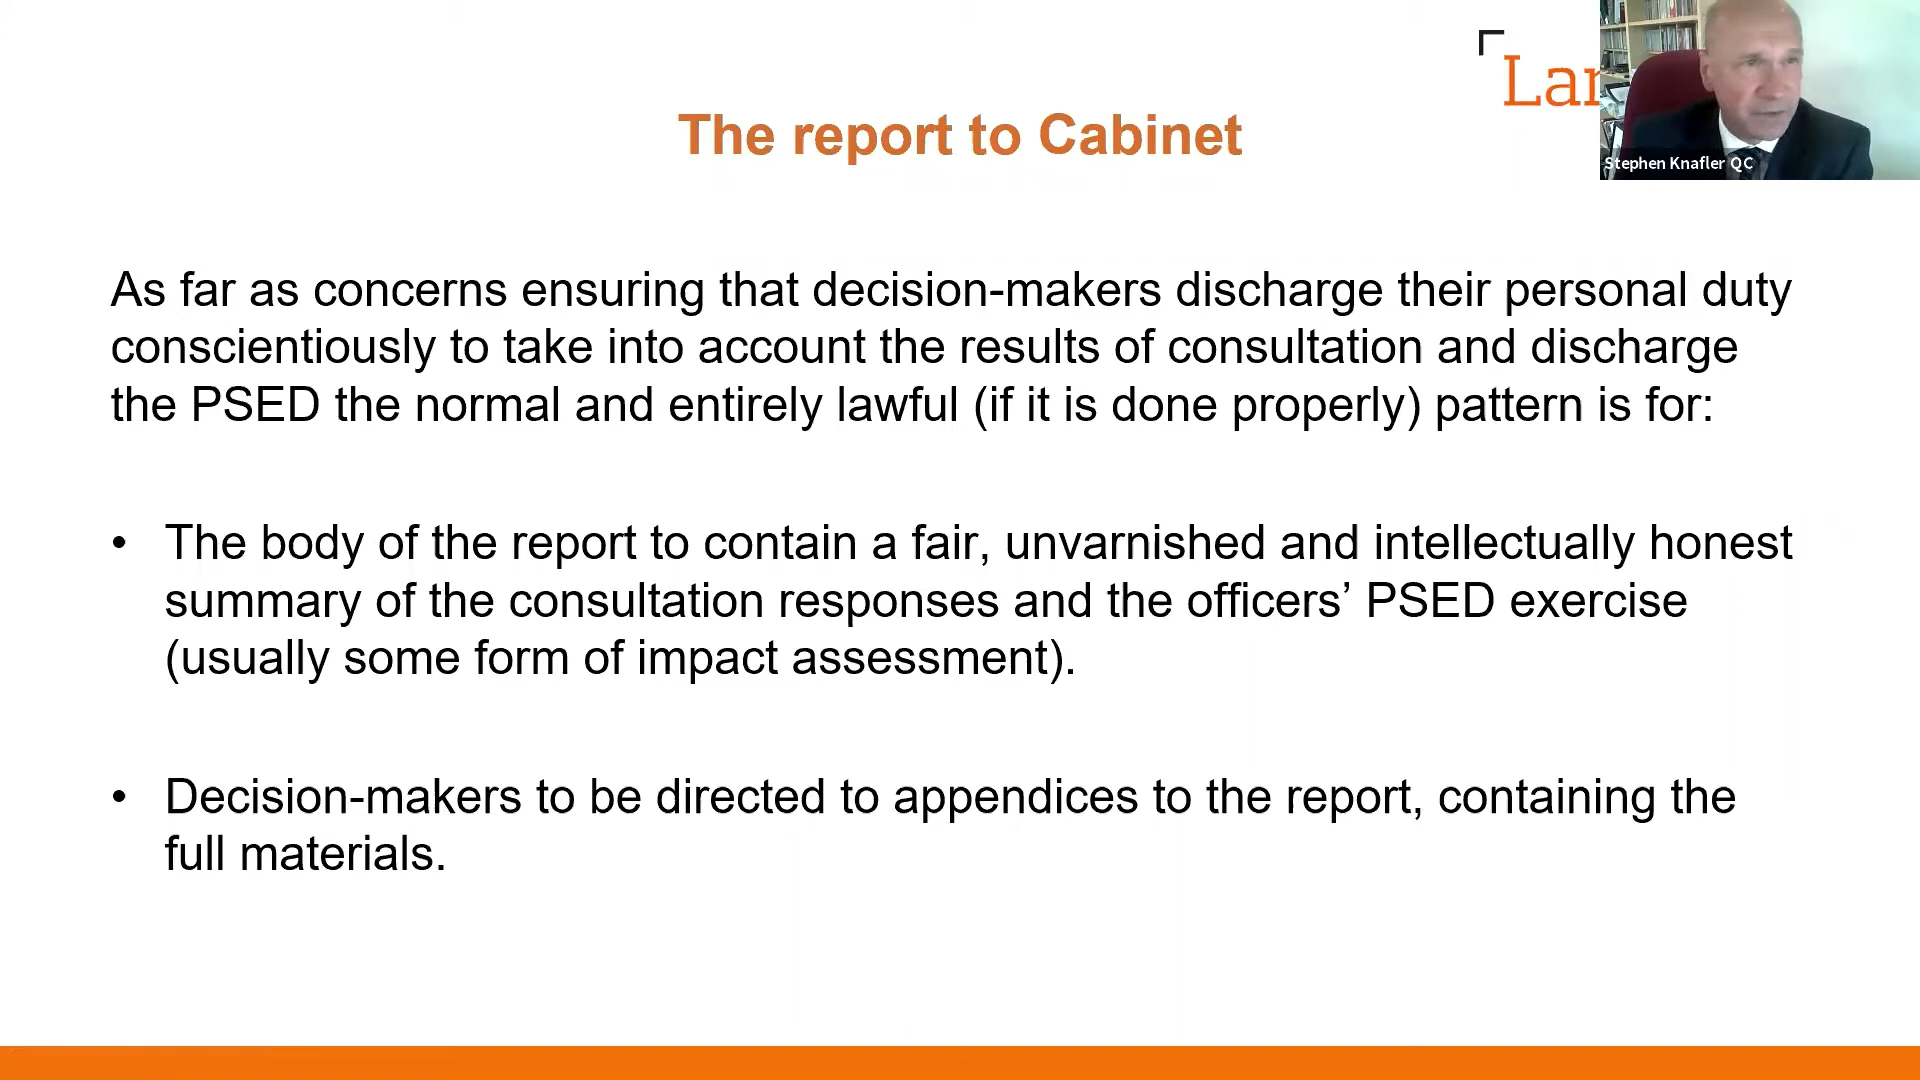 Lan
Stephen Knafler QC
The report to Cabinet
As far as concerns ensuring that decision-makers discharge their personal duty
conscientiously to take into account the results of consultation and discharge
the PSED the normal and entirely lawful (if it is done properly) pattern is for:
• The body of the report to contain a fair, unvarnished and intellectually honest
summary of the consultation responses and the officers’ PSED exercise
(usually some form of impact assessment).
• Decision-makers to be directed to appendices to the report, containing the
full materials.